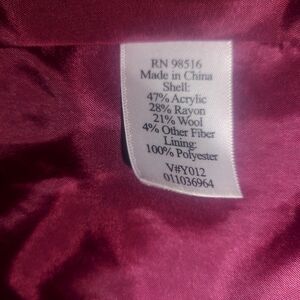 RN 98516
Made in China
Shell:
47% Acrylic
28% Rayon
21% Wool
4% Other Fiber
Lining:
100% Polyester
V#Y012
011036964